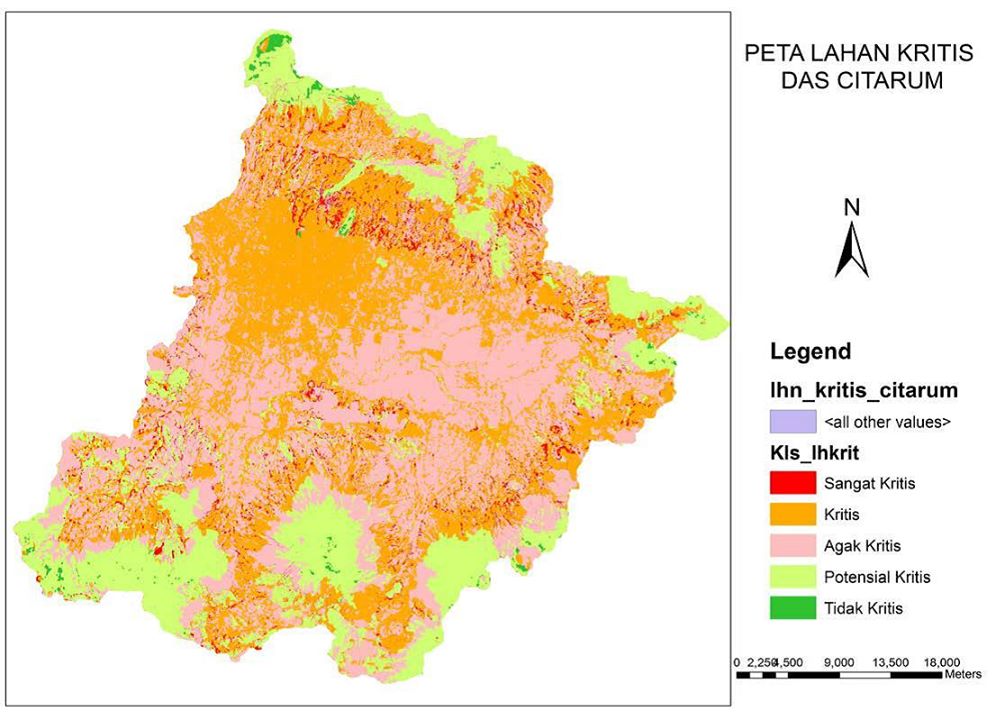 PETA LAHAN KRITIS
DAS CITARUM
N
Legend
lhn_kritis_citarum
<all other values>
Kls_lhkrit
Sangat Kritis
Kritis
Agak Kritis
Potensial Kritis
Tidak Kritis
0 2,250 4,500 9,000 13,500 18,000
Meters